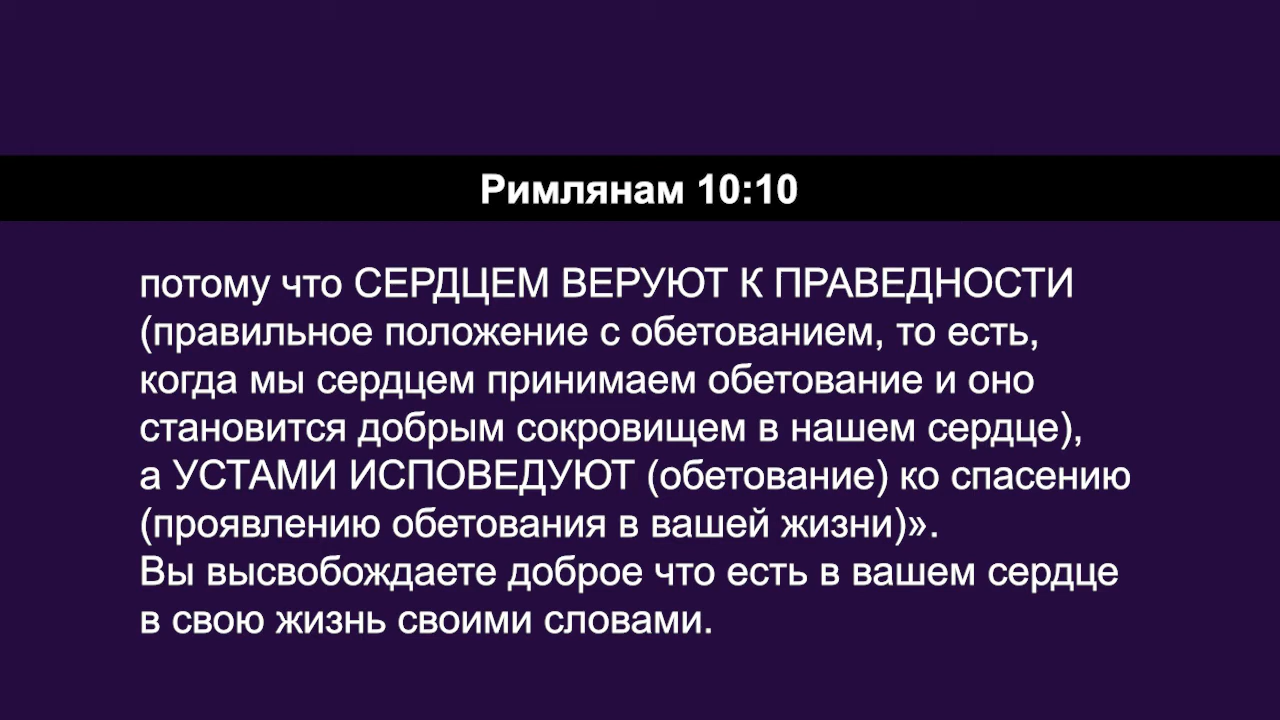 Римлянам 10:10
потому что СЕРДЦЕМ ВЕРУЮТ К ПРАВЕДНОСТИ
(правильное положение с обетованием, то есть,
когда мы сердцем принимаем обетование и оно
становится добрым сокровищем в нашем сердце),
а УСТАМИ ИСПОВЕДУЮТ (обетование) ко спасению
(проявлению обетования в вашей жизни)».
Вы высвобождаете доброе что есть в вашем сердце
в свою жизнь своими словами.